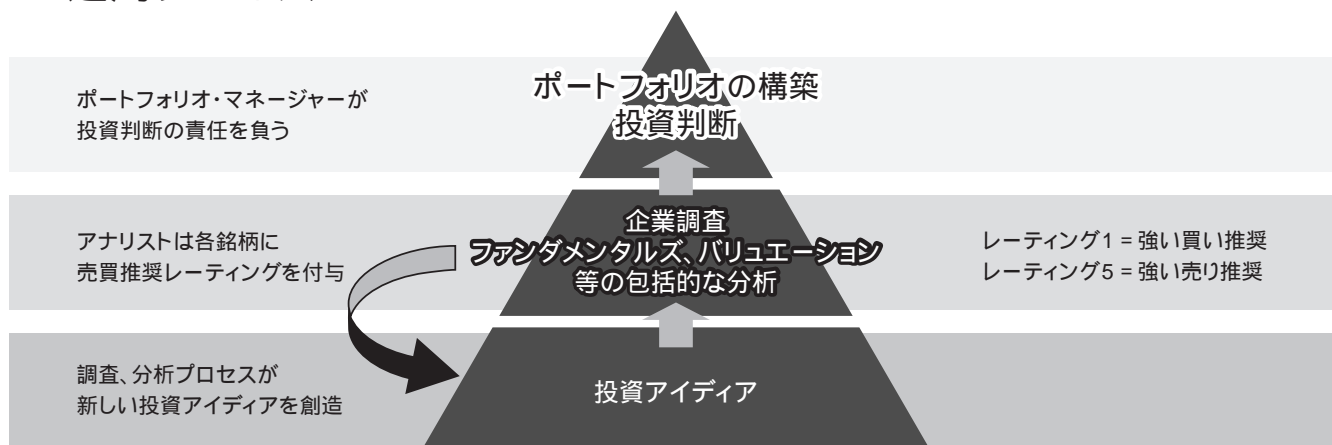 ポートフォリオの構築
投資判断
ポートフォリオ・マネージャーが
投資判断の責任を負う
企業調査
ファンダメンタルズ、バリュエーション
等の包括的な分析
アナリストは各銘柄に
売買推奨レーティングを付与
レーティング1 = 強い買い推奨
レーティング5 = 強い売り推奨
投資アイディア
調査、分析プロセスが
新しい投資アイディアを創造